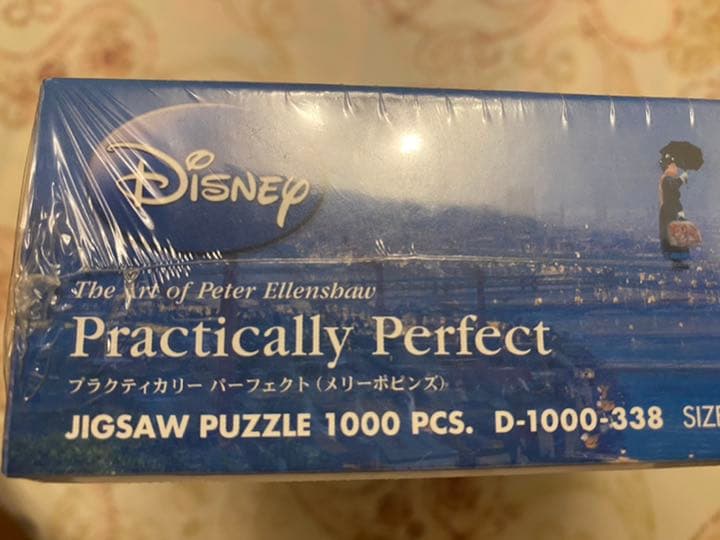 Disney
The Art of Peter Ellenshaw
Practically Perfect
プラクティカリー パーフェクト(メリーポピンズ)
JIGSAW PUZZLE 1000 PCS. D-1000-338 SIZE